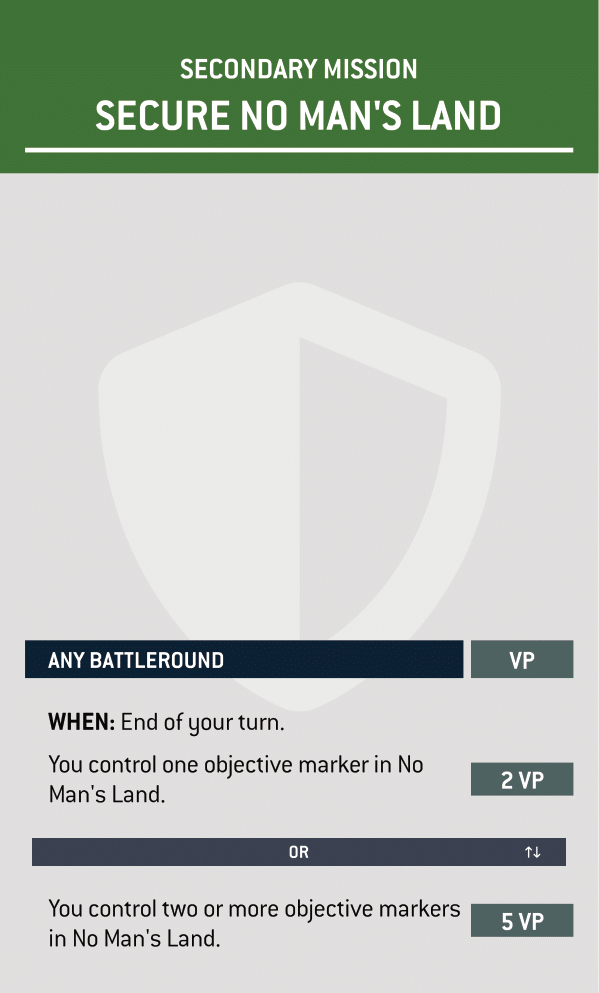 SECONDARY MISSION
SECURE NO MAN'S LAND
ANY BATTLEROUND
VP
WHEN: End of your turn.
You control one objective marker in No
Man's Land.
2 VP
OR ↑↓
You control two or more objective markers
in No Man's Land.
5 VP